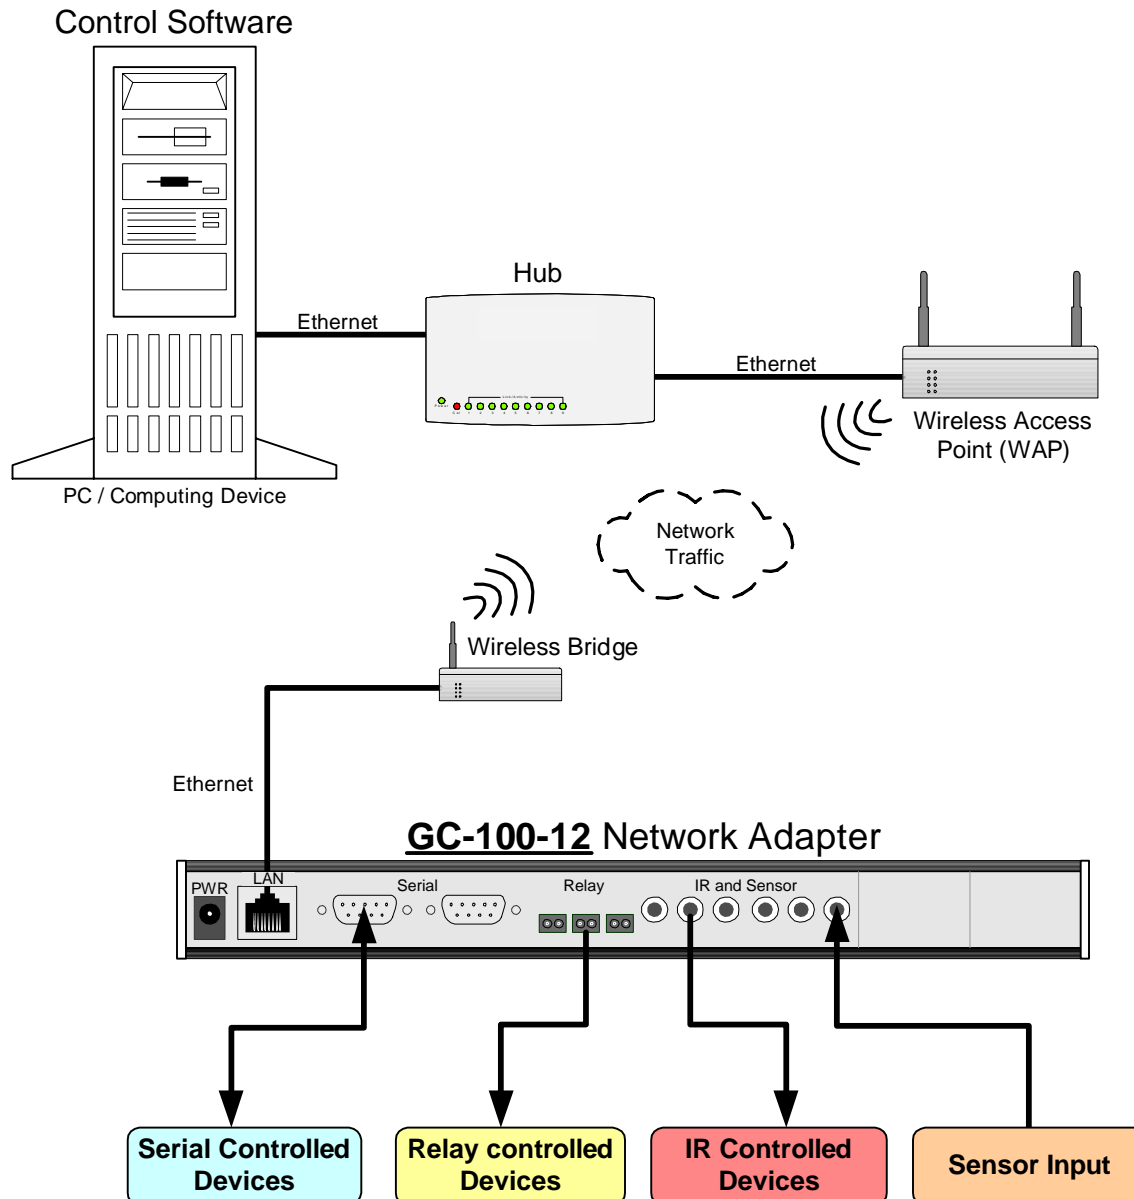 Control Software
Hub
Ethernet
Ethernet
Wireless Access
Point (WAP)
PC / Computing Device
Network
Traffic
Wireless Bridge
Ethernet
GC-100-12 Network Adapter
PWR
LAN
Serial
Relay
IR and Sensor
Serial Controlled
Devices
Relay controlled
Devices
IR Controlled
Devices
Sensor Input